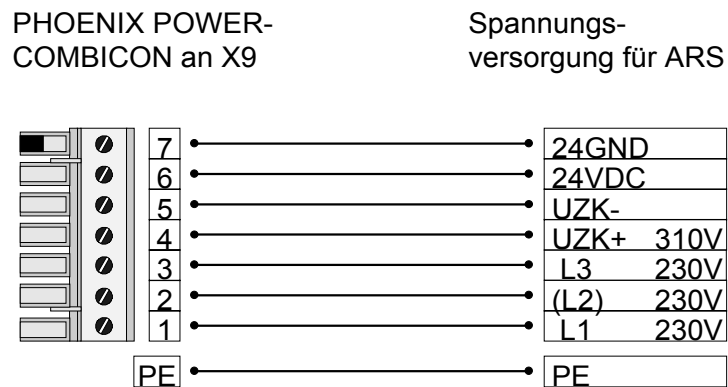 PHOENIX POWER-
COMBICON an X9
Spannungs-
versorgung für ARS
7 24GND
6 24VDC
5 UZK-
4 UZK+ 310V
3 L3 230V
2 (L2) 230V
1 L1 230V
PE PE